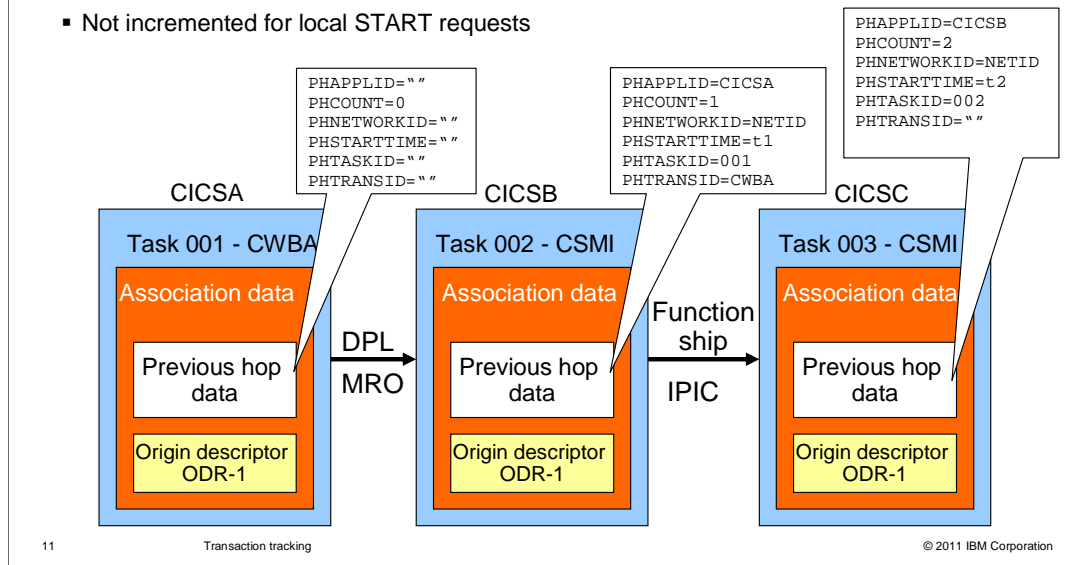 ▪ Not incremented for local START requests
PHAPPLID=CICSB
PHCOUNT=2
PHNETWORKID=NETID
PHSTARTTIME=t2
PHTASKID=002
PHTRANSID=“”
PHAPPLID=“”
PHCOUNT=0
PHNETWORKID=“”
PHSTARTTIME=“”
PHTASKID=“”
PHTRANSID=“”
PHAPPLID=CICSA
PHCOUNT=1
PHNETWORKID=NETID
PHSTARTTIME=t1
PHTASKID=001
PHTRANSID=CWBA
CICSA
Task 001 - CWBA
Association data
Previous hop
data
Origin descriptor
ODR-1
DPL
MRO
CICSB
Task 002 - CSMI
Association data
Previous hop
data
Origin descriptor
ODR-1
Function
ship
IPIC
CICSC
Task 003 - CSMI
Association data
Previous hop
data
Origin descriptor
ODR-1
11 Transaction tracking © 2011 IBM Corporation